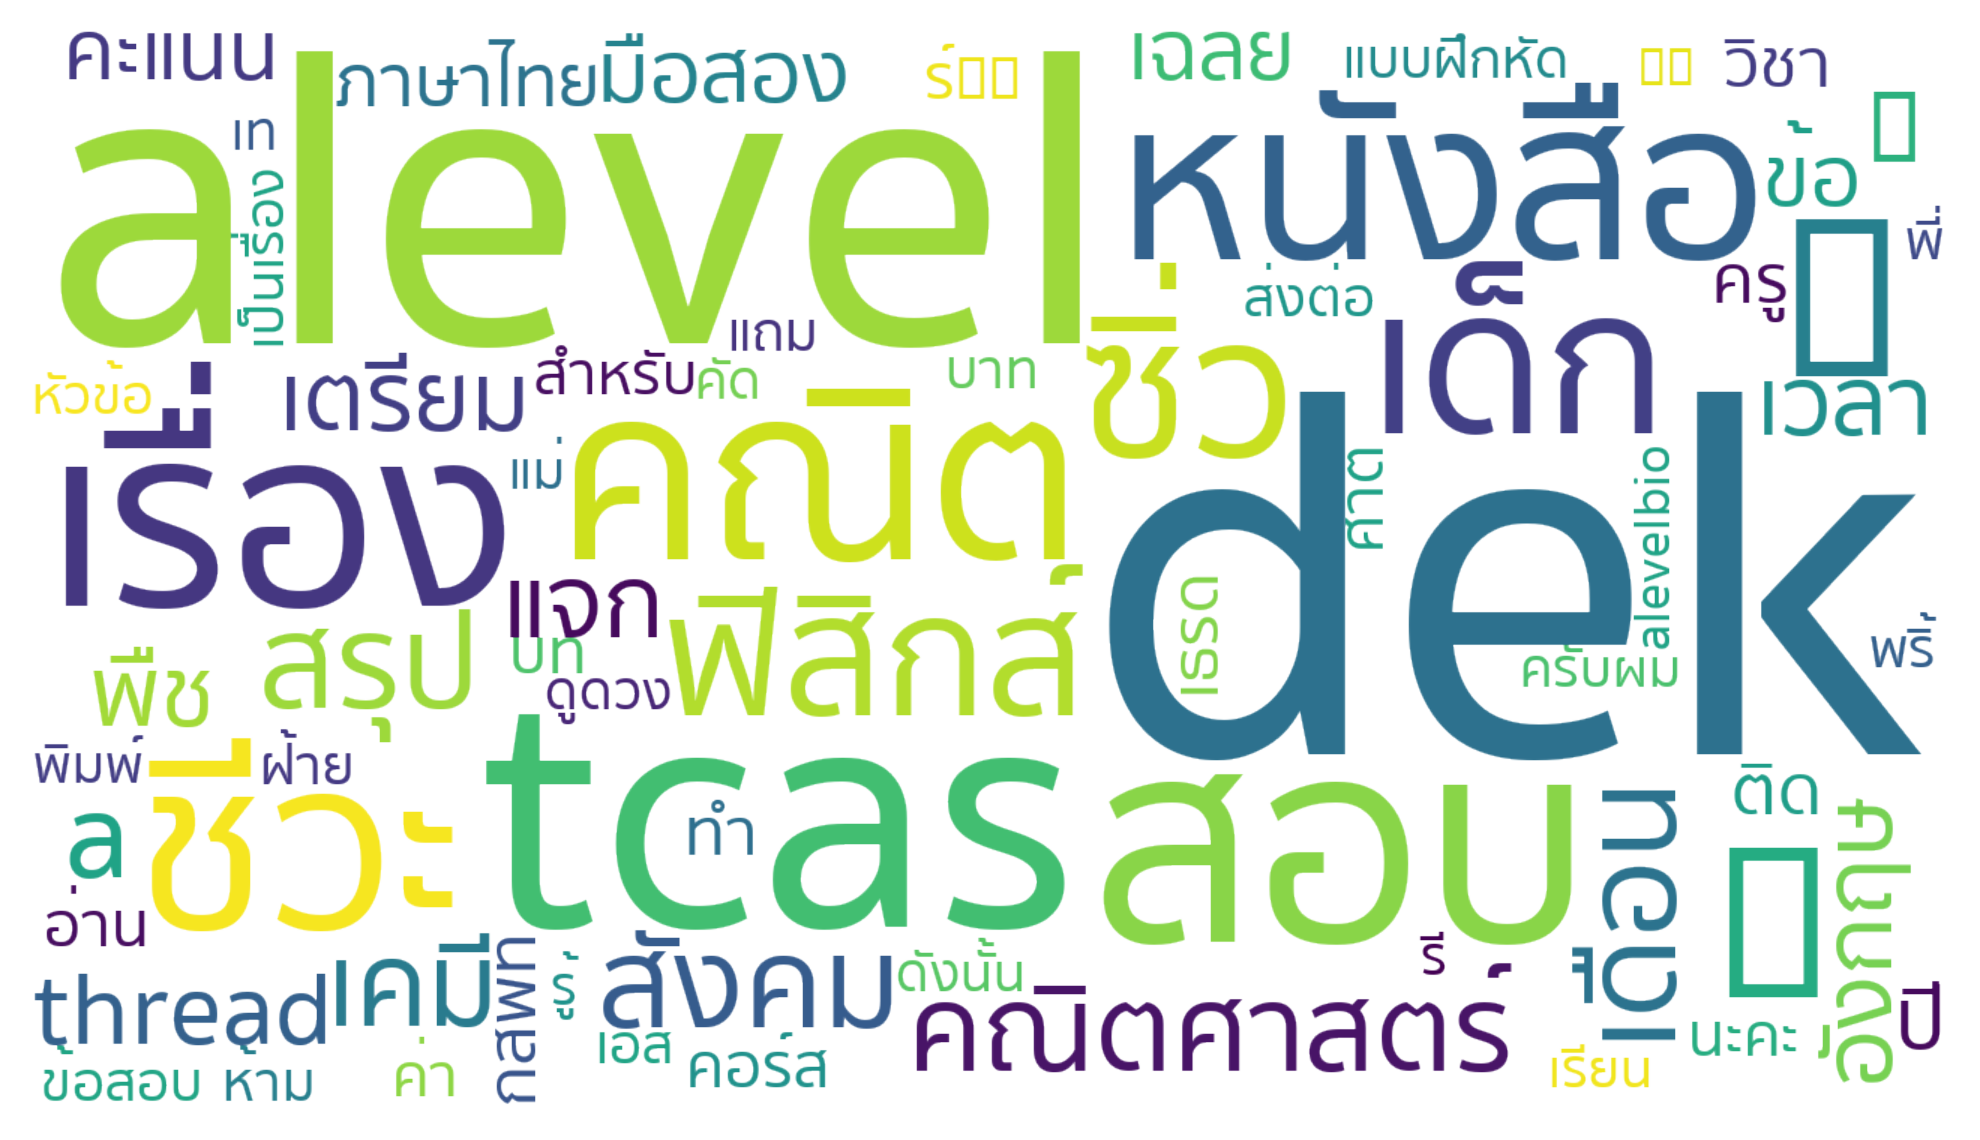 คะแนน
ภาษาไทย
มือสอง
ร์
เฉลย
แบบฝึกหัด
วิชา
alevel
เท
เป็นเรื่อง
หนังสือ
ข้อ
พี่
ส่งต่อ
ครู
แถม
ชิ่ว
เด็ก
หัวข้อ
เตรียม
สำหรับ
คัด
บาท
เวลา
เรื่อง
แม่
คณิต
dek
ศาต
alevelbio
แจก
บท
ฟิสิกส์
เธรด
ครับผม
พริ้
พืช
สรุป
ดูดวง
พิมพ์
ฝ้าย
ชีวะ
tcas
ทำ
สอบ
เดือน
ติด
อังกฤษ
a
อ่าน
thread
เคมี
กสพท
รู้
สังคม
ดังนั้น
รี
คณิตศาสตร์
นะคะ
ปี
ข้อสอบ
ห้าม
ค่า
เอส
คอร์ส
เรียน